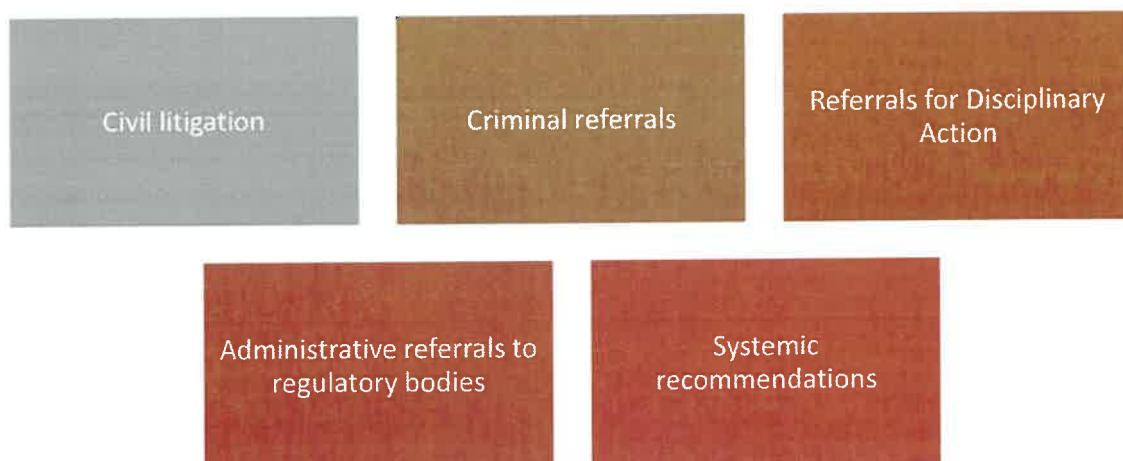 Civil litigation
Criminal referrals
Referrals for Disciplinary
Action
Administrative referrals to
regulatory bodies
Systemic
recommendations